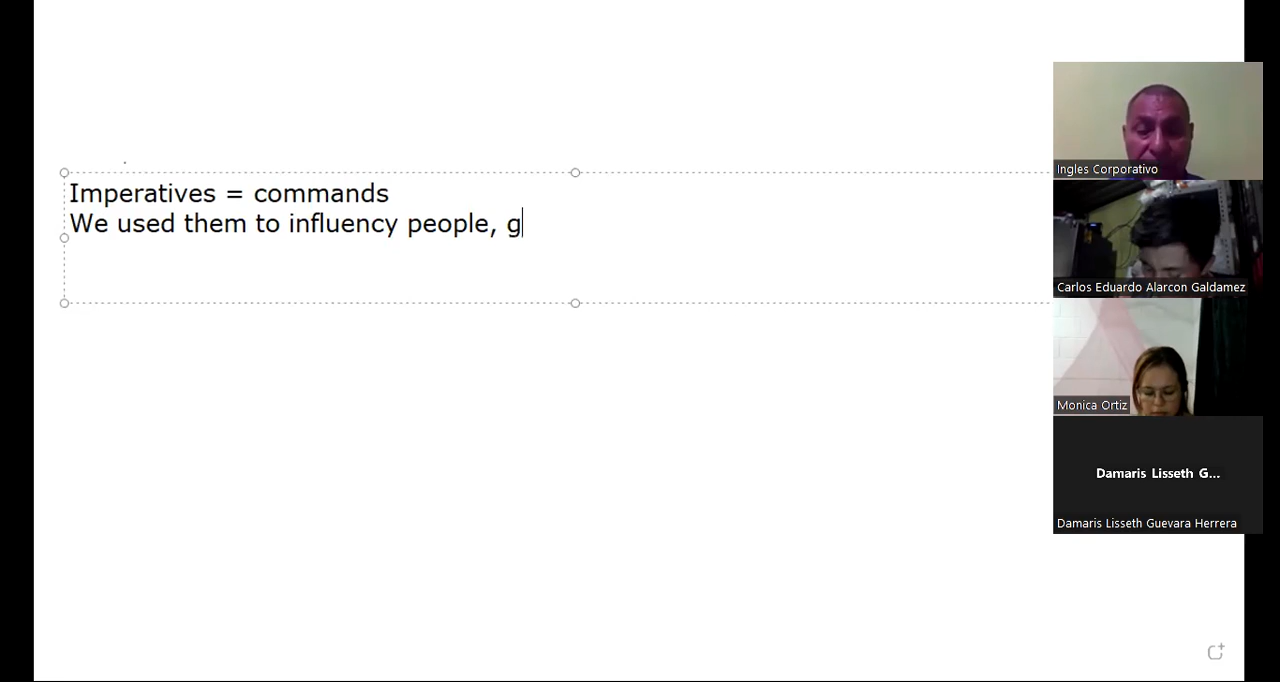 Imperatives = commands
We used them to influency people, g
Ingles Corporativo
Carlos Eduardo Alarcon Galdamez
Monica Ortiz
Damaris Lisseth G...
Damaris Lisseth Guevara Herrera